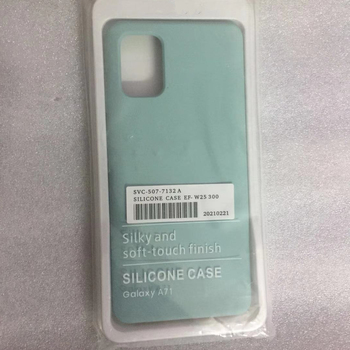 SVC-507-7132 A
SILICONE CASE EF-W25 300
20210221
Silky and
soft-touch finish
SILICONE CASE
Galaxy A71